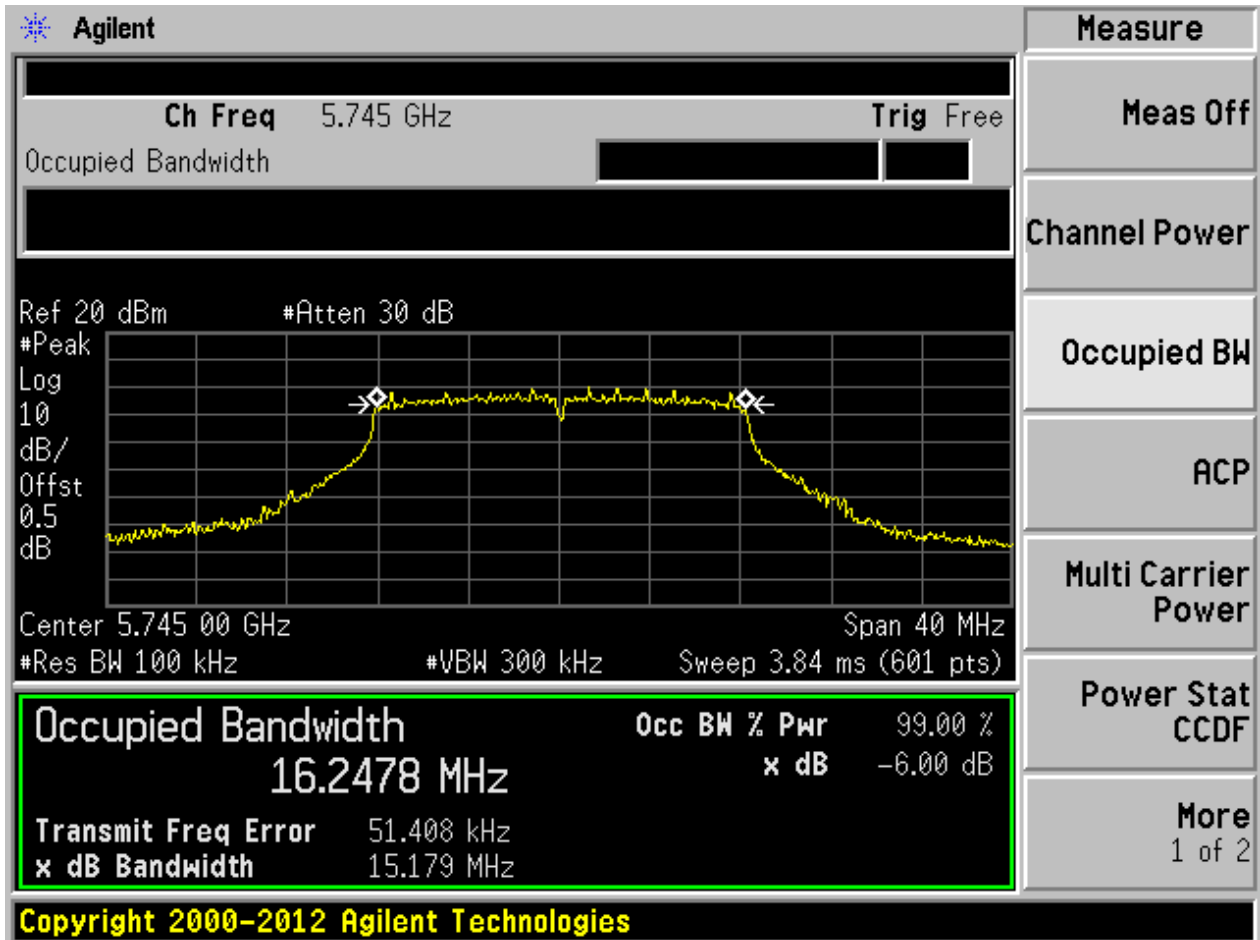 Agilent
Measure
Ch Freq 5.745 GHz Trig Free
Occupied Bandwidth
Meas Off
Channel Power
Occupied BW
ACP
Multi Carrier
Power
Power Stat
CCDF
More
1 of 2
Ref 20 dBm #Atten 30 dB
#Peak
Log
10
dB/
Offst
0.5
dB
Center 5.745 00 GHz Span 40 MHz
#Res BW 100 kHz #VBW 300 kHz Sweep 3.84 ms (601 pts)
Occupied Bandwidth Occ BW % Pwr 99.00 %
16.2478 MHz x dB -6.00 dB
Transmit Freq Error 51.408 kHz
x dB Bandwidth 15.179 MHz
Copyright 2000-2012 Agilent Technologies